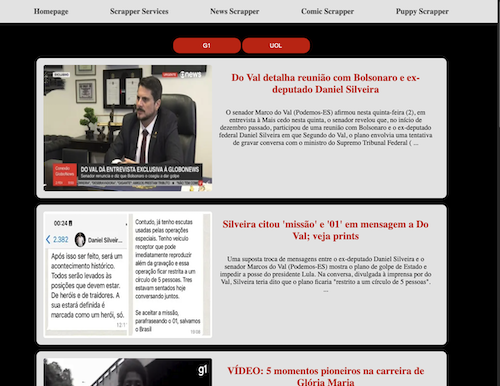 Homepage Scrapper Services News Scrapper Comic Scrapper Puppy Scrapper
G1 UOL
news
Do Val detalha reunião com Bolsonaro e ex-
deputado Daniel Silveira
O senador Marco do Val (Podemos-ES) afirmou nesta quinta-feira (2), em
entrevista à Mais cedo nesta quinta, o senador revelou que, no início de
dezembro passado, participou de uma reunião com Bolsonaro e o ex-deputado
federal Daniel Silveira em que Segundo do Val, o plano envolvia uma tentativa
de gravar conversa com o ministro do Supremo Tribunal Federal ( ...
DO VAL DÁ ENTREVISTA EXCLUSIVA À GLOBONEWS
Senador renuncia e diz que Bolsonaro o coagiu a dar golpe
Silveira citou 'missão' e '01' em mensagem a Do
Val; veja prints
Uma suposta troca de mensagens entre o ex-deputado Daniel Silveira e o
senador Marcos do Val (Podemos-ES) mostra o plano de golpe de Estado e
impedir a posse do presidente Lula. Na conversa, divulgada à imprensa por do
Val, Silveira teria dito que o plano ficaria "restrito a um círculo de 5 pessoas".
...
00:24
2.382 Daniel Silvei...
Após isso ser feito, será um
acontecimento histórico.
Todos serão levados às
posições que devem estar.
De heróis e de traidores. A
sua estará definida é
marcada como um herói, só.
Contudo, já tenho escutas
usadas pelas operações
especiais. Temo veículo
receptor que pode
imediatamente reproduzir
além da gravação e essa
operação ficar restrita a um
círculo de 5 pessoas. Três
estavam sentados hoje
conversando juntos.
Se aceitar a missão,
parafraseando o 01, salvamos
o Brasil
g1
VÍDEO: 5 momentos pioneiros na carreira de
Glória Maria